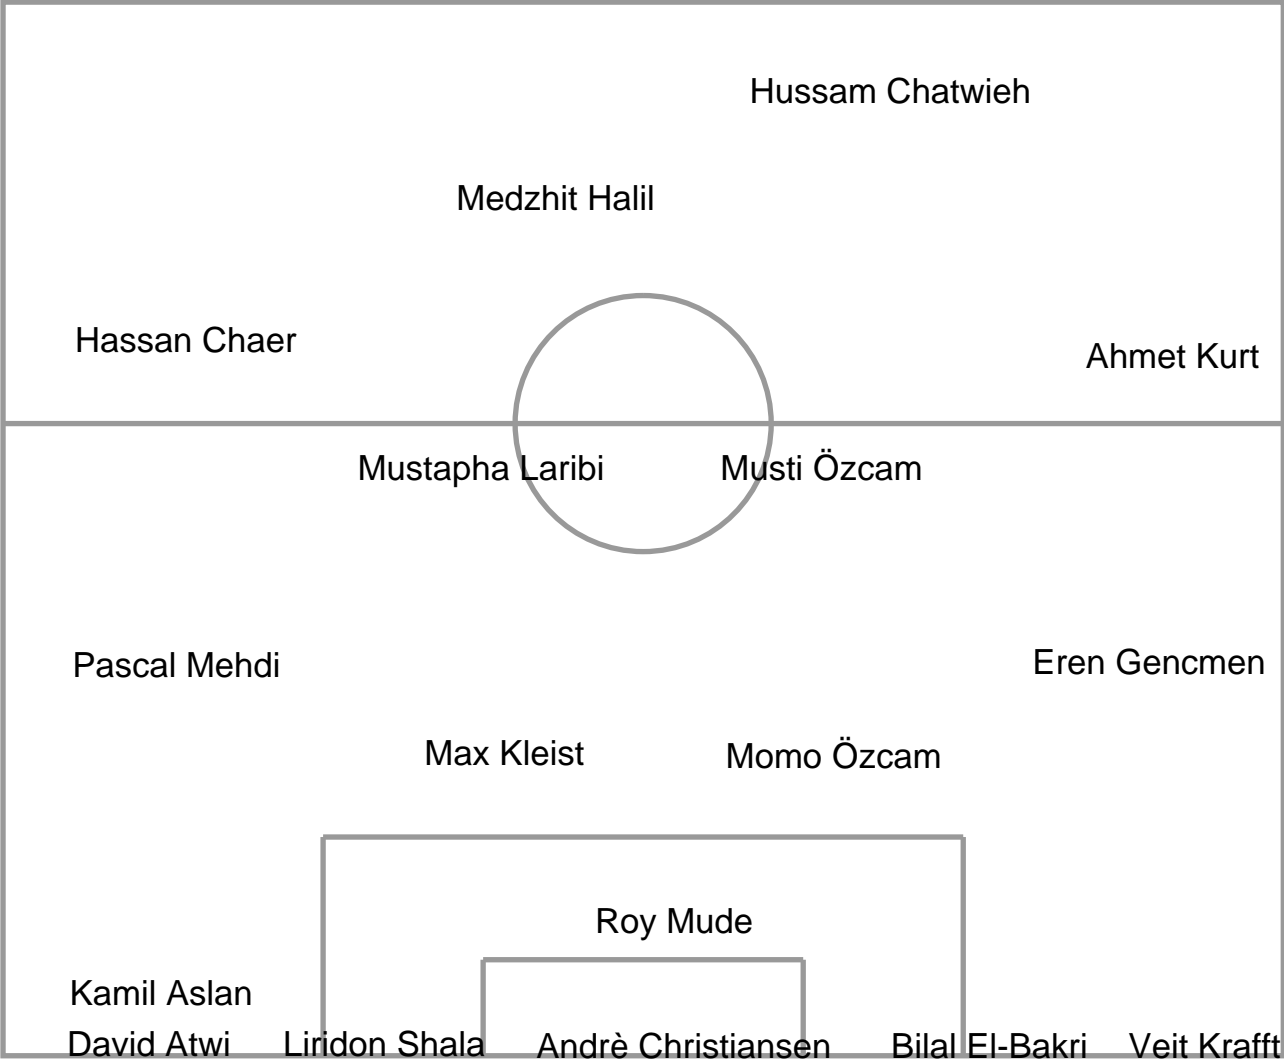 Hussam Chatwieh
Medzhit Halil
Hassan Chaer
Ahmet Kurt
Mustapha Laribi
Musti Özcam
Pascal Mehdi
Eren Gencmen
Max Kleist
Momo Özcam
Roy Mude
Kamil Aslan
David Atwi
Liridon Shala
Andrè Christiansen
Bilal El-Bakri
Veit Krafft